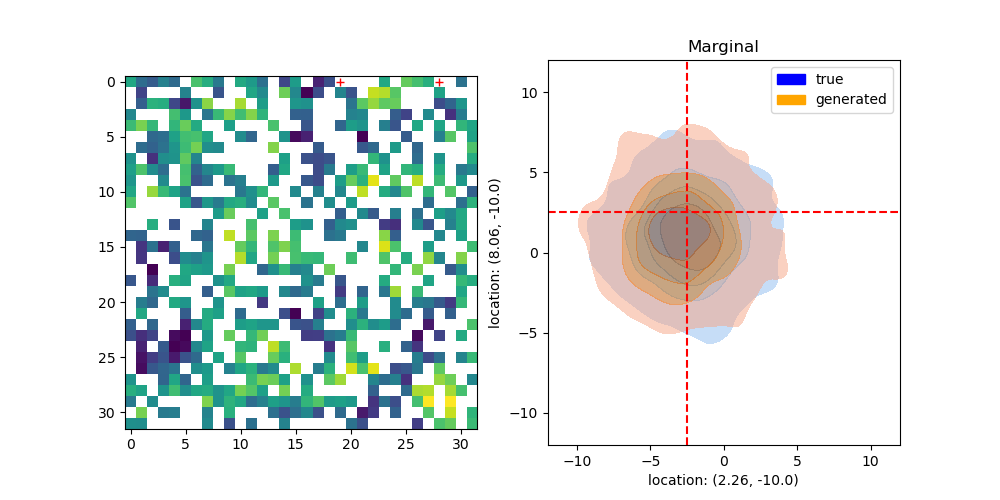 Marginal
true
generated
0
5
10
15
20
25
30
0 5 10 15 20 25 30
location: (8.06, -10.0)
10
5
0
−5
−10
−10 −5 0 5 10
location: (2.26, -10.0)